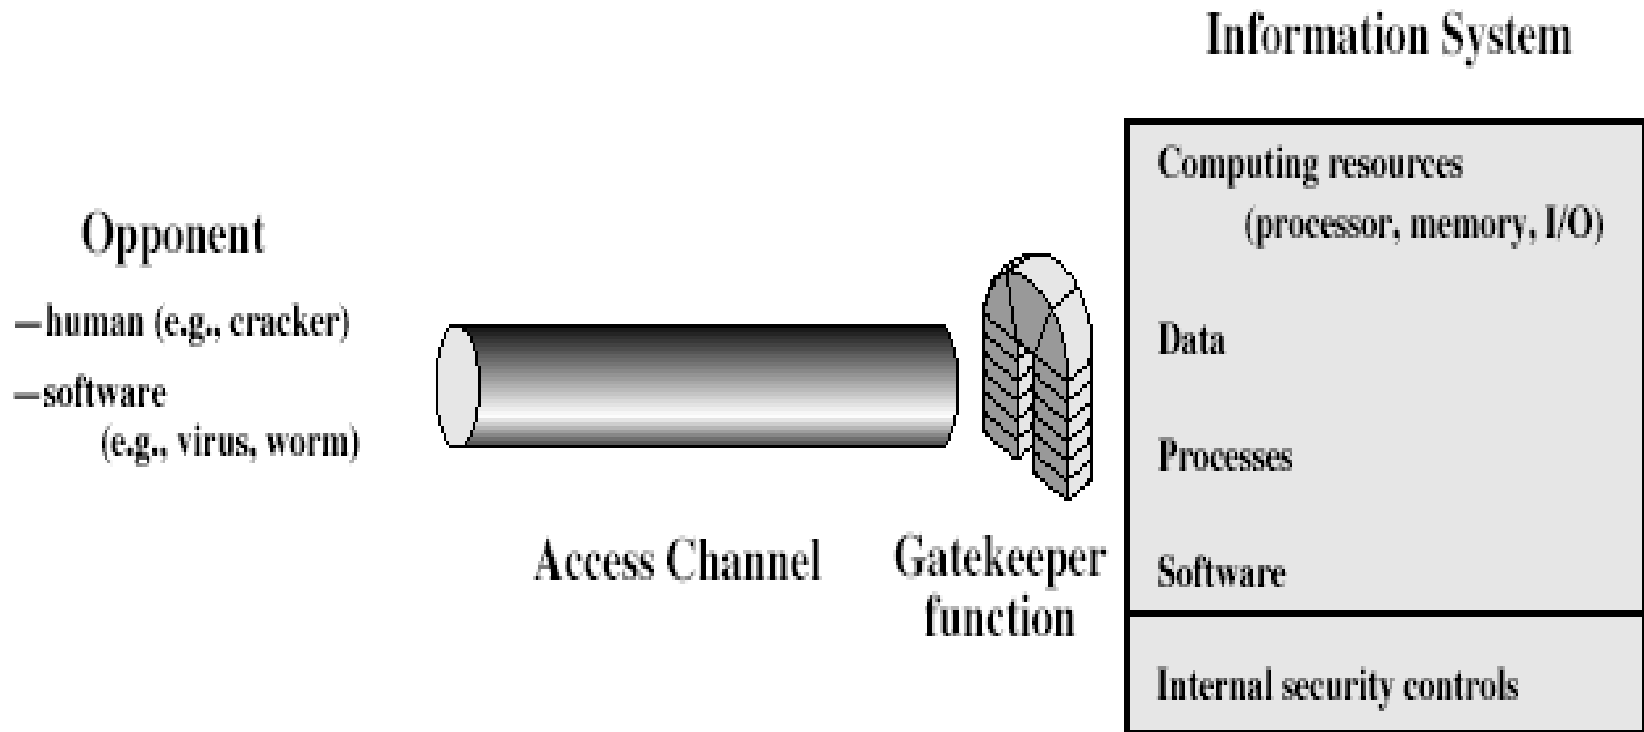 Information System
Opponent
—human (e.g., cracker)
—software
(e.g., virus, worm)
Access Channel
Gatekeeper
function
Computing resources
(processor, memory, I/O)
Data
Processes
Software
Internal security controls